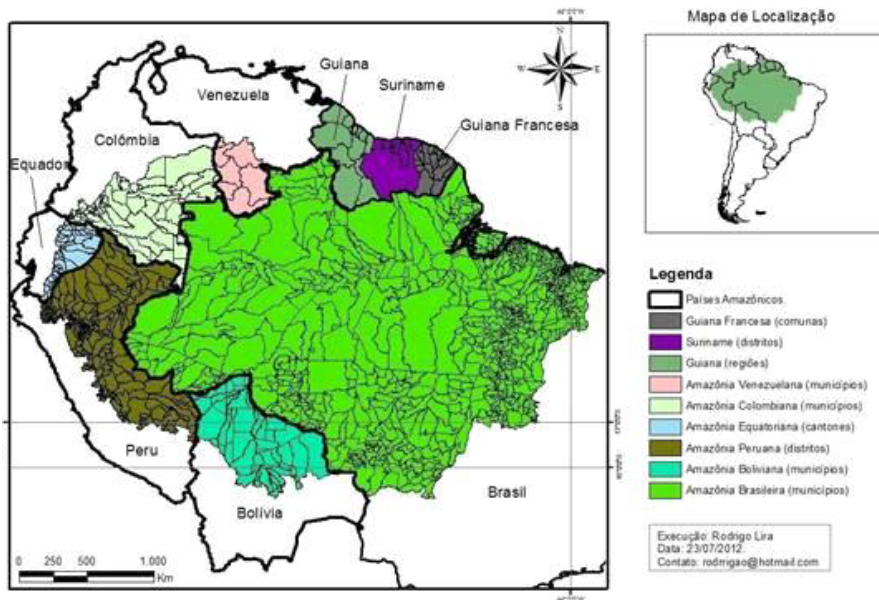 Mapa de Localização
Guiana
Suriname
Venezuela
Guiana Francesa
Colômbia
Equador
N
W
E
S
Peru
Bolívia
Brasil
0 250 500 1.000
Km
Legenda
Países Amazônicos
Guiana Francesa (comunas)
Suriname (distritos)
Guiana (regiões)
Amazônia Venezuelana (municípios)
Amazônia Colombiana (municípios)
Amazônia Equatoriana (cantones)
Amazônia Peruana (distritos)
Amazônia Boliviana (municípios)
Amazônia Brasileira (municípios)
Execução: Rodrigo Lira
Data: 23/07/2012.
Contato: rodrrigao@hotmail.com